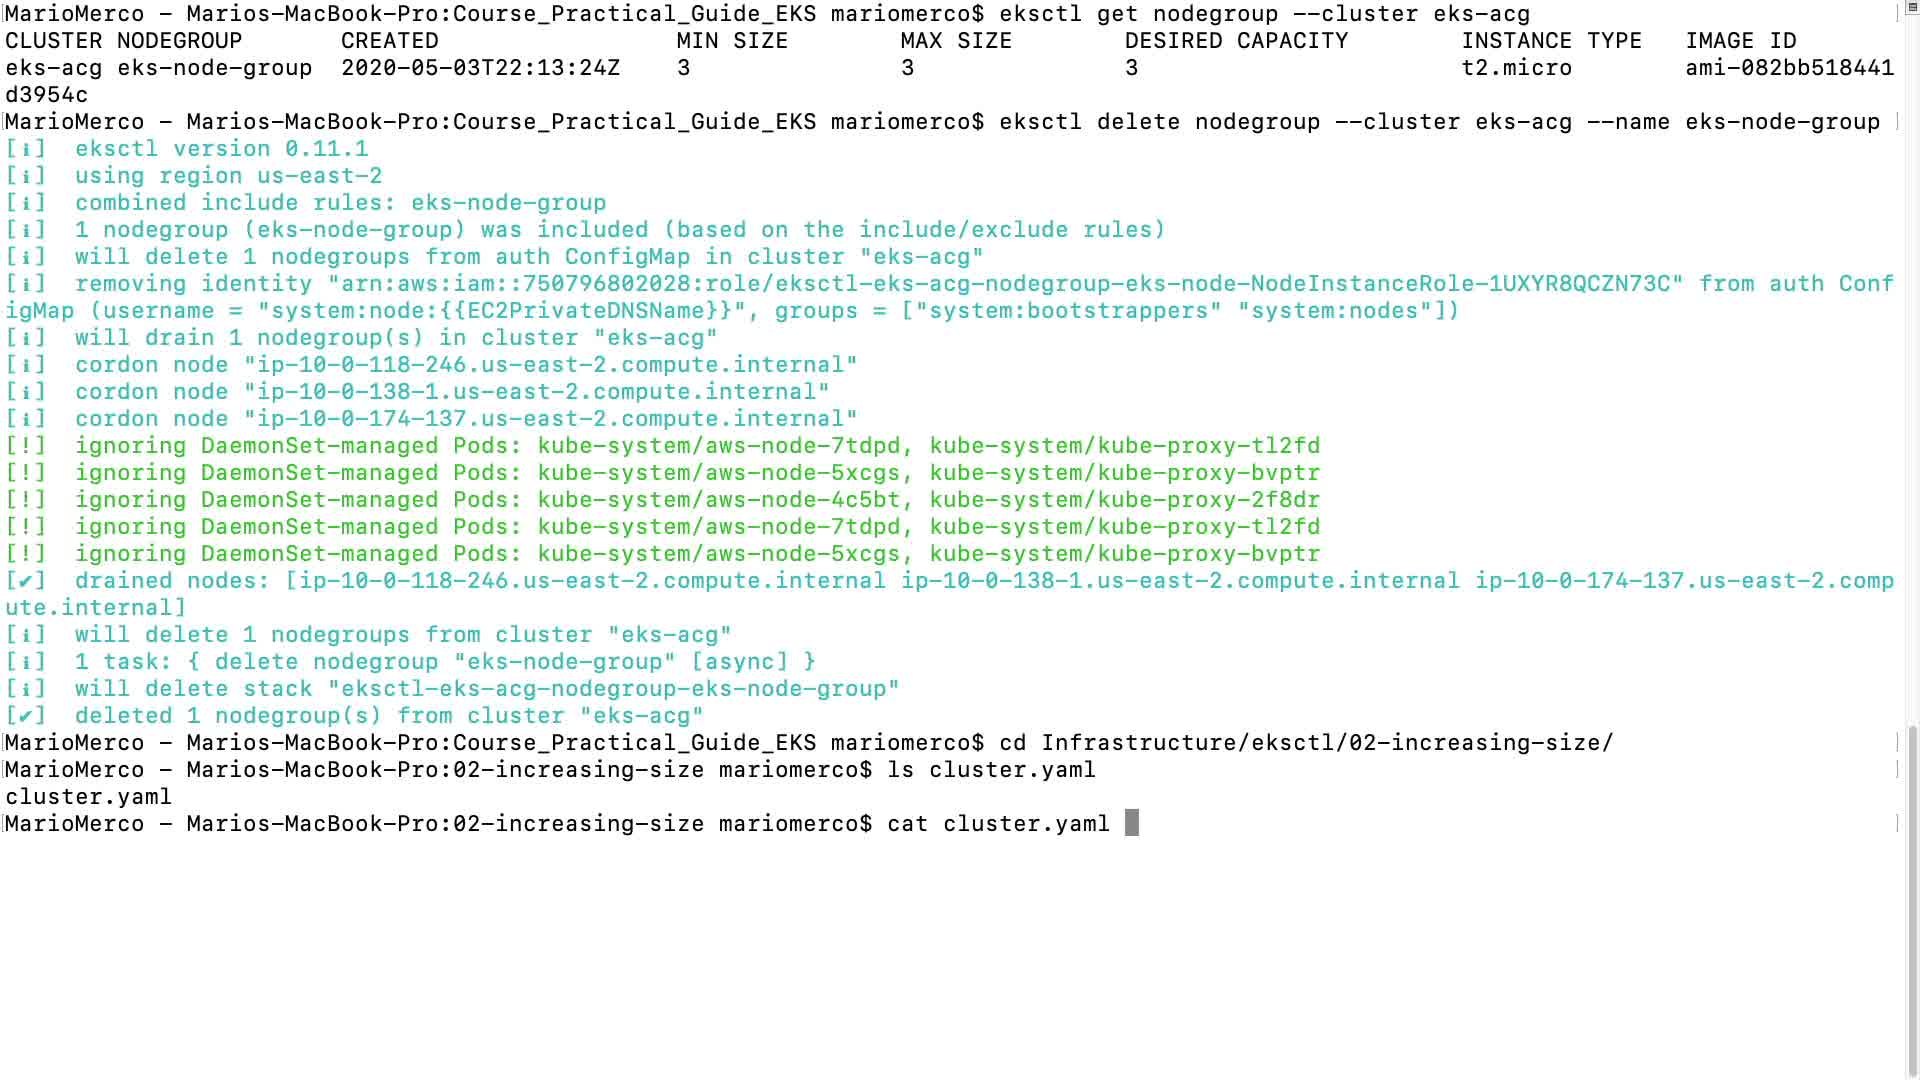 MarioMerco - Marios-MacBook-Pro:Course_Practical_Guide_EKS mariomerco$ eksctl get nodegroup --cluster eks-acg
CLUSTER NODEGROUP CREATED MIN SIZE MAX SIZE DESIRED CAPACITY INSTANCE TYPE IMAGE ID
eks-acg eks-node-group 2020-05-03T22:13:24Z 3 3 3 t2.micro ami-082bb518441
d3954c
MarioMerco - Marios-MacBook-Pro:Course_Practical_Guide_EKS mariomerco$ eksctl delete nodegroup --cluster eks-acg --name eks-node-group
[ℹ] eksctl version 0.11.1
[ℹ] using region us-east-2
[ℹ] combined include rules: eks-node-group
[ℹ] 1 nodegroup (eks-node-group) was included (based on the include/exclude rules)
[ℹ] will delete 1 nodegroups from auth ConfigMap in cluster "eks-acg"
[ℹ] removing identity "arn:aws:iam::750796802028:role/eksctl-eks-acg-nodegroup-eks-node-NodeInstanceRole-1UXYR8QCZN73C" from auth Conf
igMap (username = "system:node:{{EC2PrivateDNSName}}", groups = ["system:bootstrappers" "system:nodes"])
[ℹ] will drain 1 nodegroup(s) in cluster "eks-acg"
[ℹ] cordon node "ip-10-0-118-246.us-east-2.compute.internal"
[ℹ] cordon node "ip-10-0-138-1.us-east-2.compute.internal"
[ℹ] cordon node "ip-10-0-174-137.us-east-2.compute.internal"
[!] ignoring DaemonSet-managed Pods: kube-system/aws-node-7tdpd, kube-system/kube-proxy-tl2fd
[!] ignoring DaemonSet-managed Pods: kube-system/aws-node-5xcgs, kube-system/kube-proxy-bvptr
[!] ignoring DaemonSet-managed Pods: kube-system/aws-node-4c5bt, kube-system/kube-proxy-2f8dr
[!] ignoring DaemonSet-managed Pods: kube-system/aws-node-7tdpd, kube-system/kube-proxy-tl2fd
[!] ignoring DaemonSet-managed Pods: kube-system/aws-node-5xcgs, kube-system/kube-proxy-bvptr
[✔] drained nodes: [ip-10-0-118-246.us-east-2.compute.internal ip-10-0-138-1.us-east-2.compute.internal ip-10-0-174-137.us-east-2.comp
ute.internal]
[ℹ] will delete 1 nodegroups from cluster "eks-acg"
[ℹ] 1 task: { delete nodegroup "eks-node-group" [async] }
[ℹ] will delete stack "eksctl-eks-acg-nodegroup-eks-node-group"
[✔] deleted 1 nodegroup(s) from cluster "eks-acg"
MarioMerco - Marios-MacBook-Pro:Course_Practical_Guide_EKS mariomerco$ cd Infrastructure/eksctl/02-increasing-size/
MarioMerco - Marios-MacBook-Pro:02-increasing-size mariomerco$ ls cluster.yaml
cluster.yaml
MarioMerco - Marios-MacBook-Pro:02-increasing-size mariomerco$ cat cluster.yaml